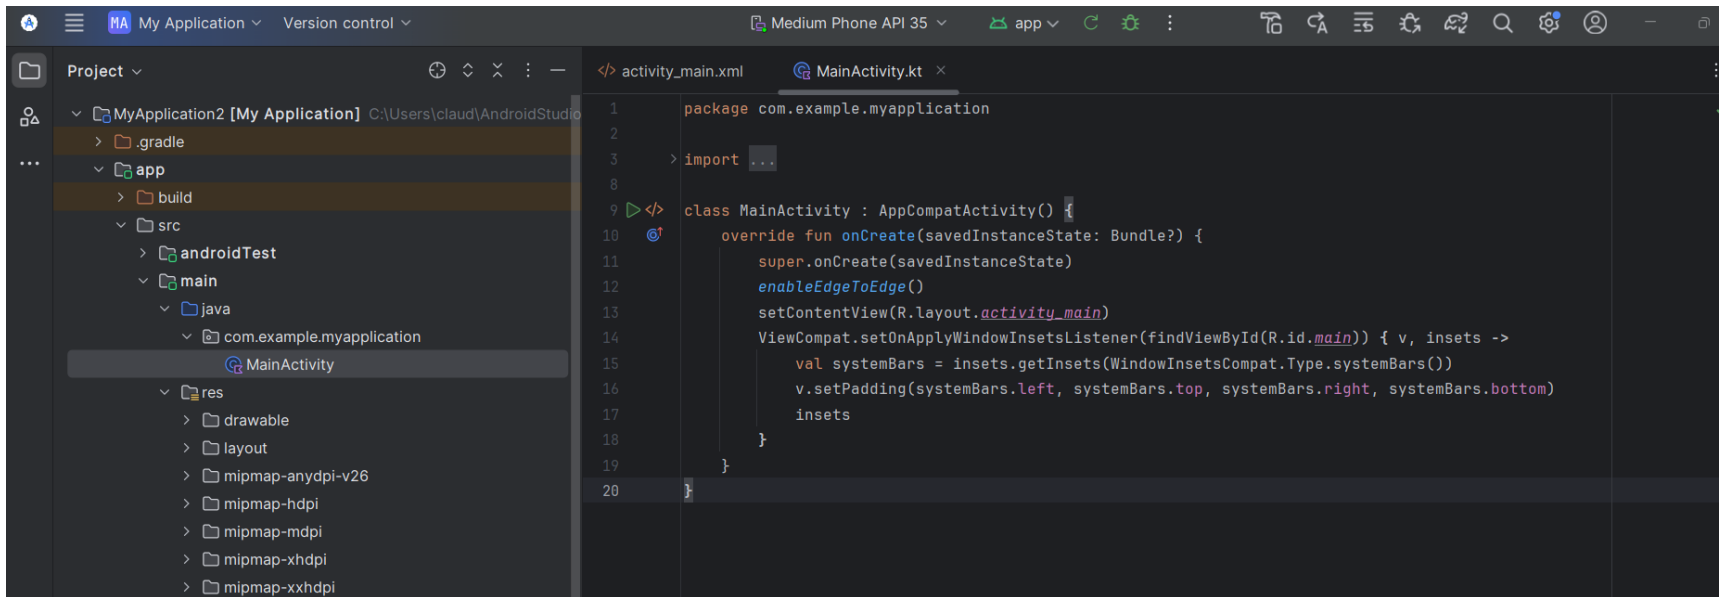 MA My Application Version control Medium Phone API 35 app
Project
activity_main.xml MainActivity.kt
MyApplication2 [My Application] C:\Users\claud\AndroidStudio
.gradle
app
build
src
androidTest
main
java
com.example.myapplication
MainActivity
res
drawable
layout
mipmap-anydpi-v26
mipmap-hdpi
mipmap-mdpi
mipmap-xhdpi
mipmap-xxhdpi
1 package com.example.myapplication
2
3 import ...
8
9 class MainActivity : AppCompatActivity() {
10 override fun onCreate(savedInstanceState: Bundle?) {
11 super.onCreate(savedInstanceState)
12 enableEdgeToEdge()
13 setContentView(R.layout.activity_main)
14 ViewCompat.setOnApplyWindowInsetsListener(findViewById(R.id.main)) { v, insets ->
15 val systemBars = insets.getInsets(WindowInsetsCompat.Type.systemBars())
16 v.setPadding(systemBars.left, systemBars.top, systemBars.right, systemBars.bottom)
17 insets
18 }
19 }
20 }